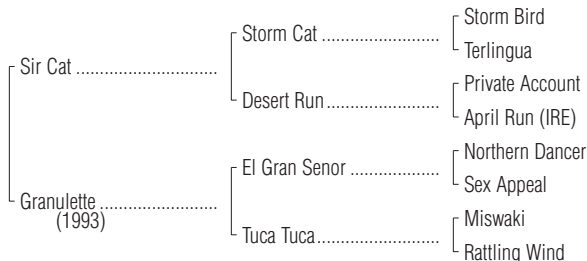 Storm Bird
Storm Cat
Terlingua
Sir Cat
Private Account
Desert Run
April Run (IRE)
Northern Dancer
El Gran Senor
Sex Appeal
Granulette
(1993)
Miswaki
Tuca Tuca
Rattling Wind